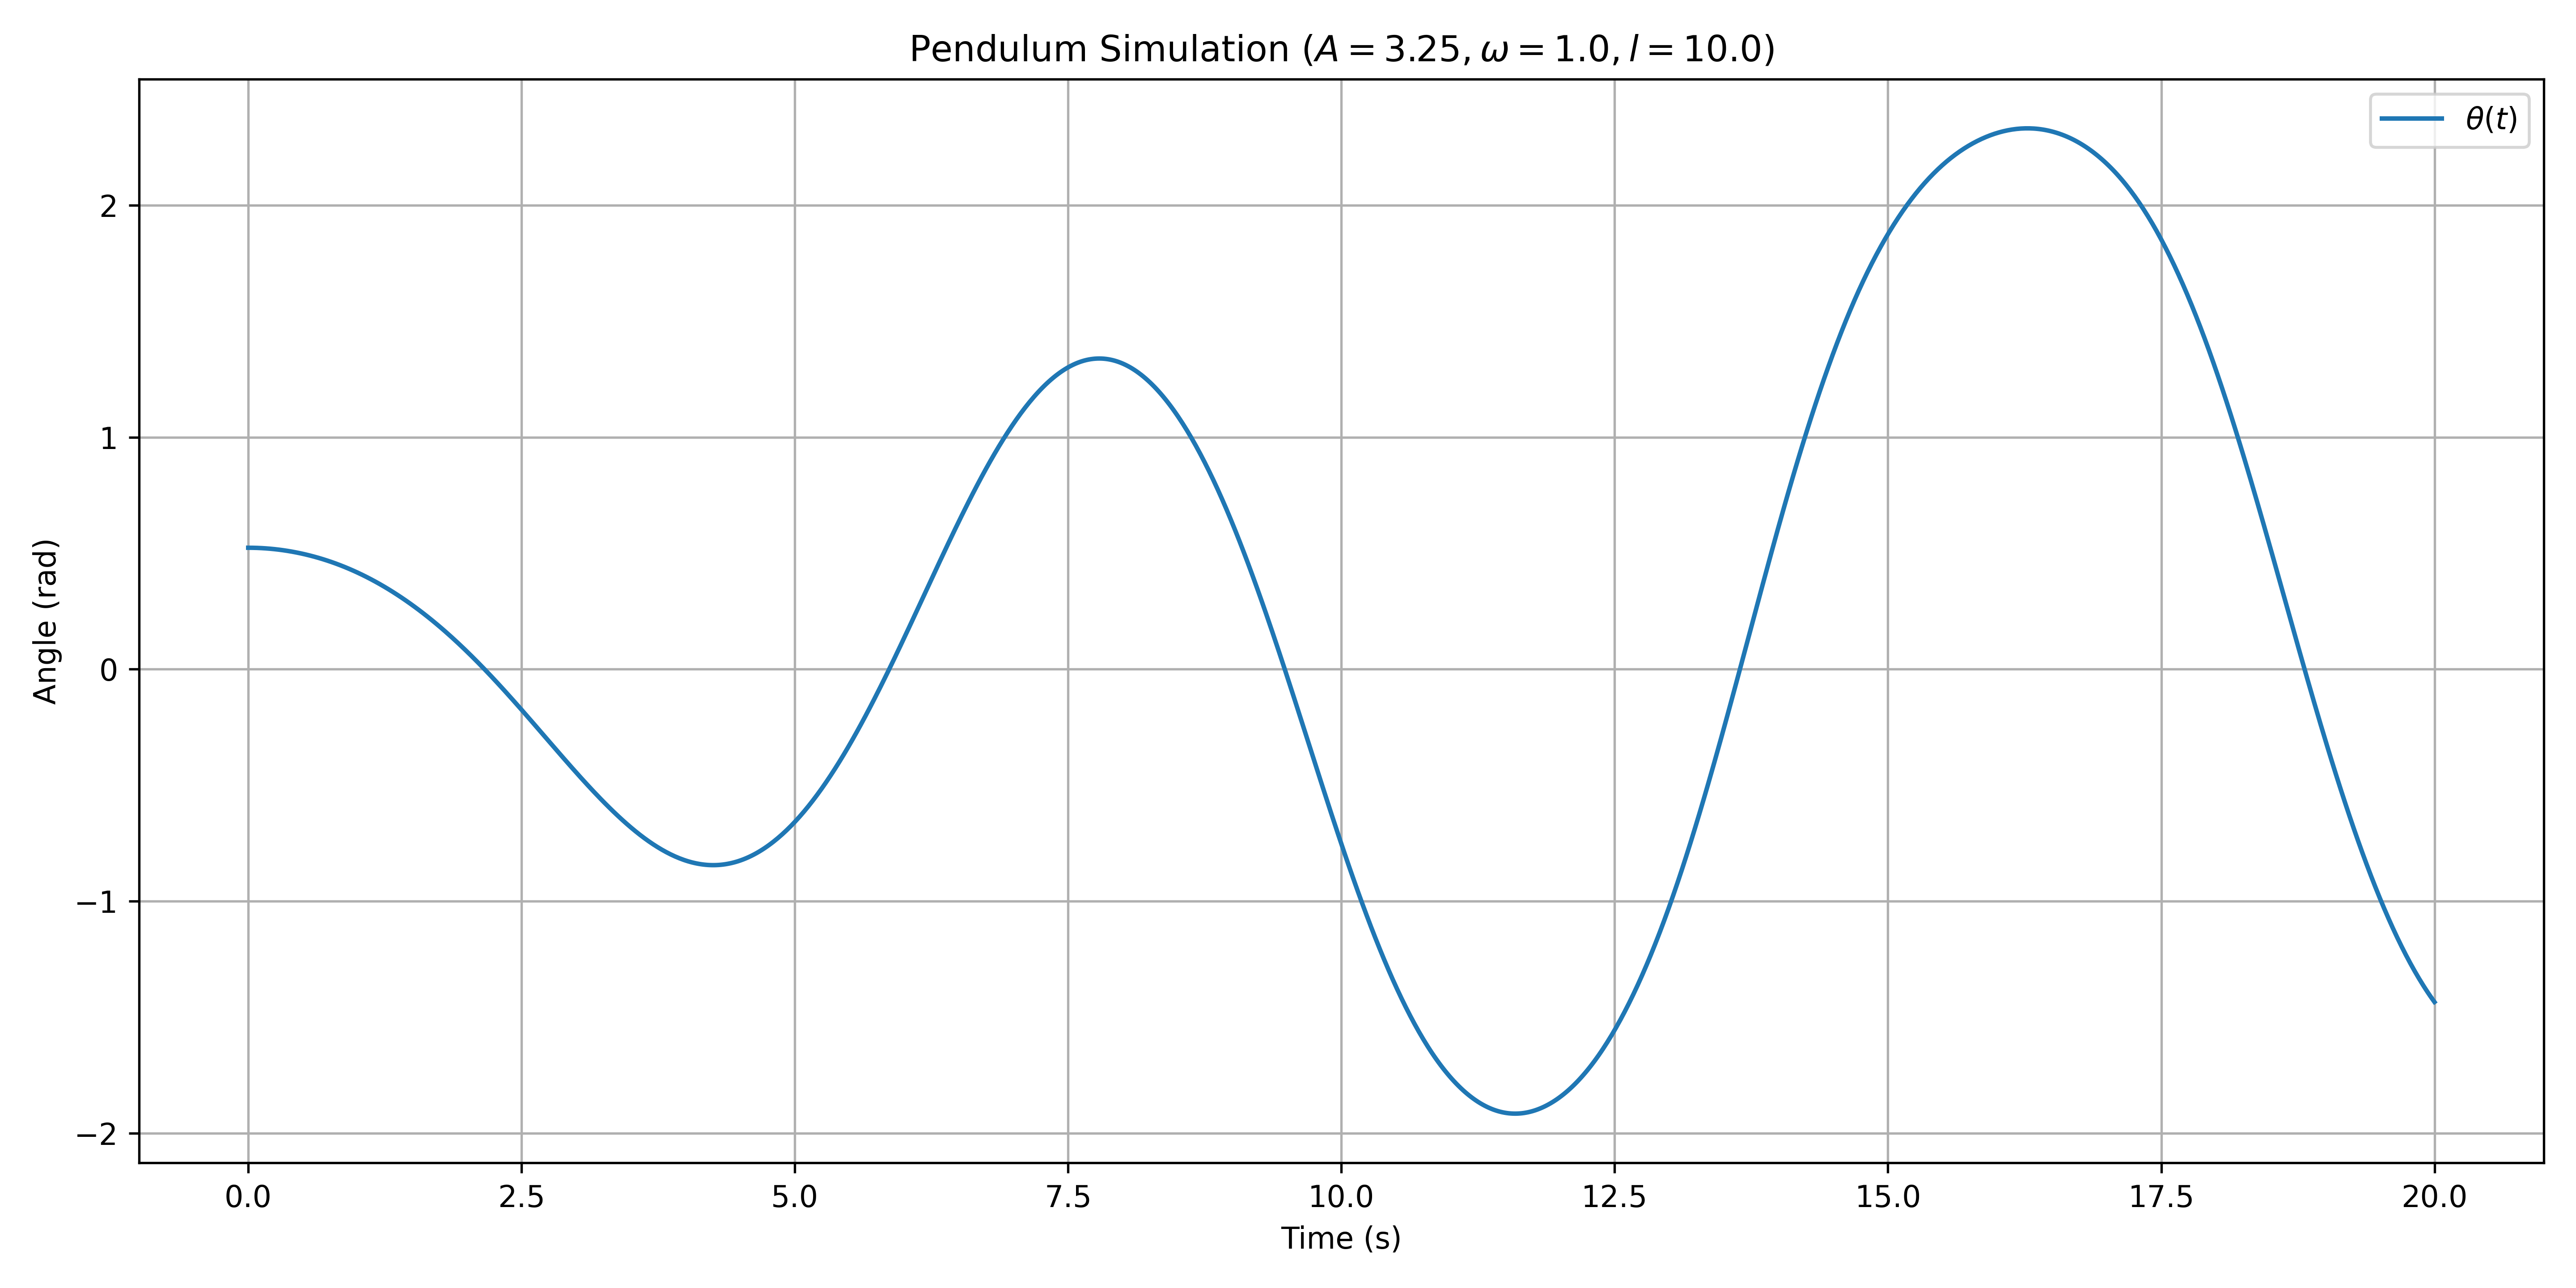 Pendulum Simulation (A = 3.25, ω = 1.0, l = 10.0)
θ(t)
Angle (rad)
2
1
0
−1
−2
0.0 2.5 5.0 7.5 10.0 12.5 15.0 17.5 20.0
Time (s)